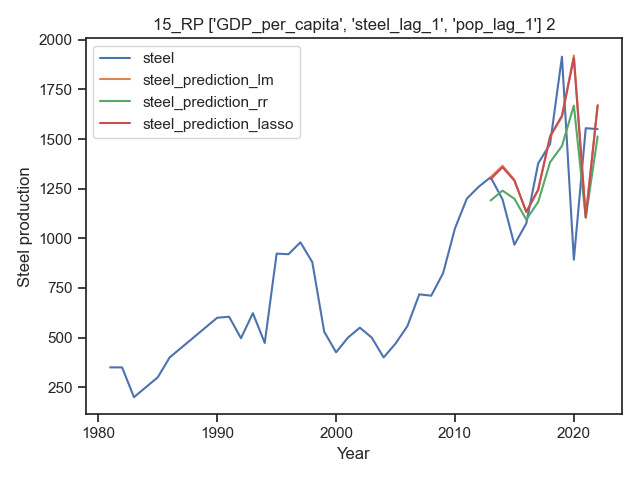 15_RP ['GDP_per_capita', 'steel_lag_1', 'pop_lag_1'] 2
2000
1750
1500
1250
1000
750
500
250
Steel production
steel
steel_prediction_lm
steel_prediction_rr
steel_prediction_lasso
1980
1990
2000
2010
2020
Year